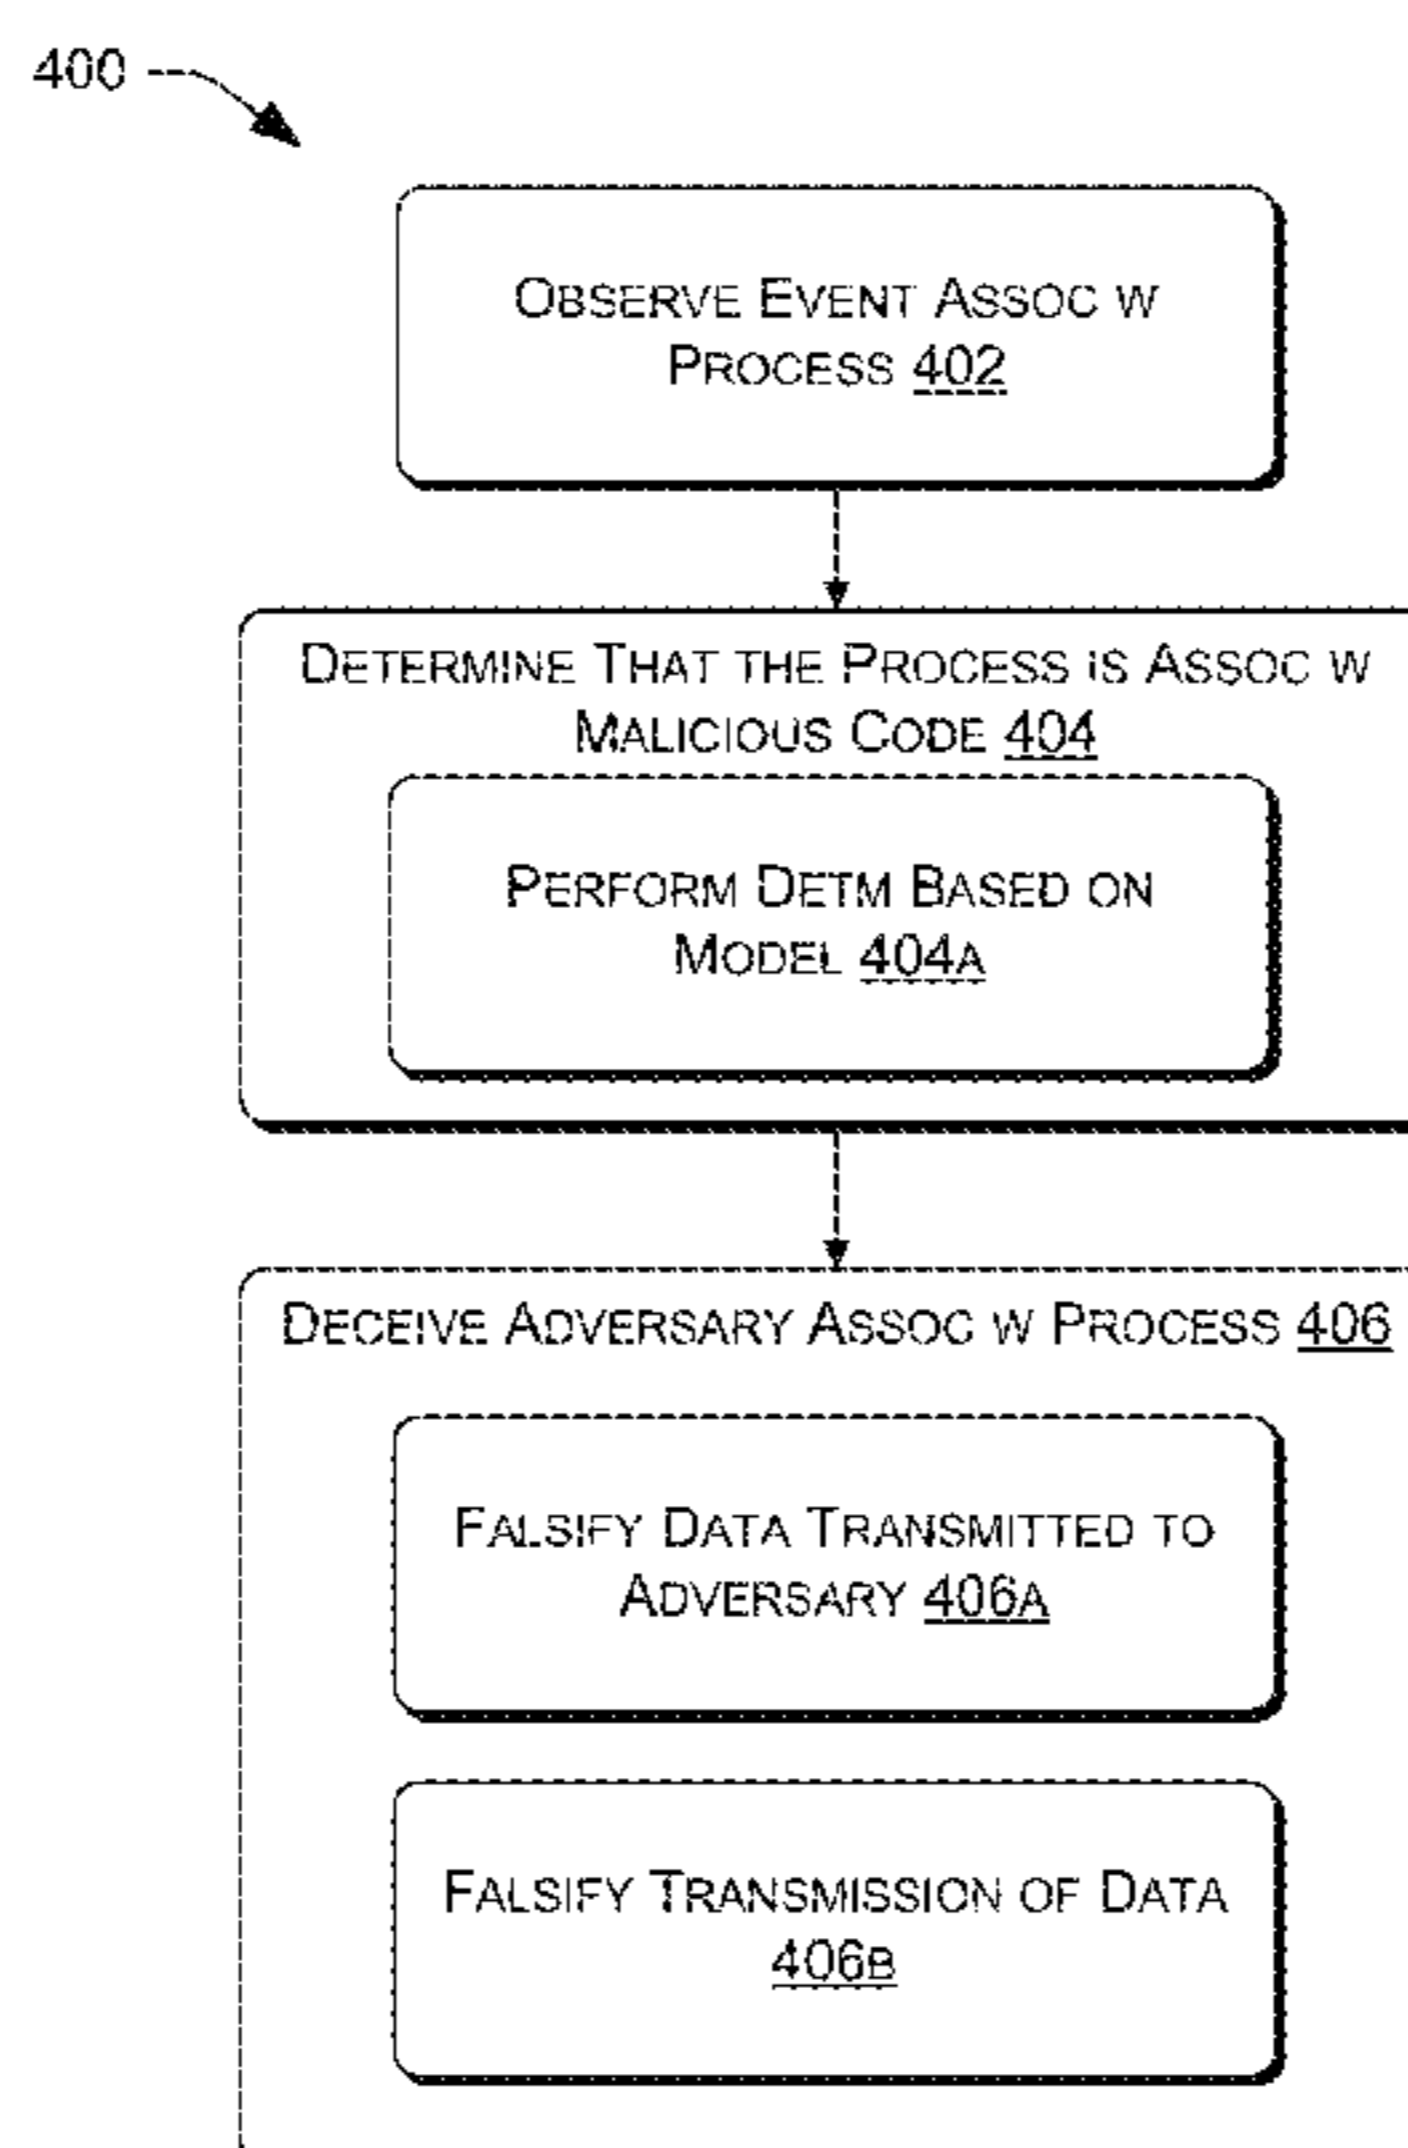 400
OBSERVE EVENT ASSOC W
PROCESS 402
DETERMINE THAT THE PROCESS IS ASSOC W
MALICIOUS CODE 404
PERFORM DETM BASED ON
MODEL 404A
DECEIVE ADVERSARY ASSOC W PROCESS 406
FALSIFY DATA TRANSMITTED TO
ADVERSARY 406A
FALSIFY TRANSMISSION OF DATA
406B